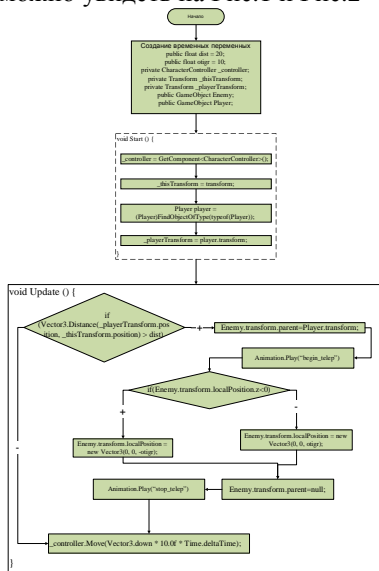 можно увидеть на Рис.1 и Рис.2
Начало
Создание временных переменных
public float dist = 20;
public float otigr = 10;
private CharacterController _controller;
private Transform _thisTransform;
private Transform _playerTransform;
public GameObject Enemy;
public GameObject Player;
void Start () {
_controller = GetComponent<CharacterController>();
_thisTransform = transform;
Player player =
(Player)FindObjectOfType(typeof(Player));
_playerTransform = player.transform;
}
void Update () {
if
(Vector3.Distance(_playerTransform.pos
ition, _thisTransform.position) > dist)
+
Enemy.transform.parent=Player.transform;
Animation.Play("begin_telep")
if(Enemy.transform.localPosition.z<0)
+
-
Enemy.transform.localPosition =
new Vector3(0, 0, -otigr);
Enemy.transform.localPosition = new
Vector3(0, 0, otigr);
-
Animation.Play("stop_telep")
Enemy.transform.parent=null;
_controller.Move(Vector3.down * 10.0f * Time.deltaTime);
}